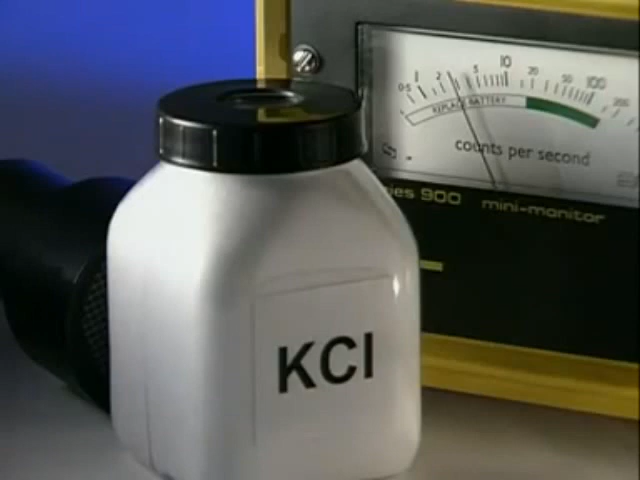 0.5 1 2 5 10 20 50 100 200
REPLACE BATTERY
counts per second
ies 900 mini-monitor
KCl